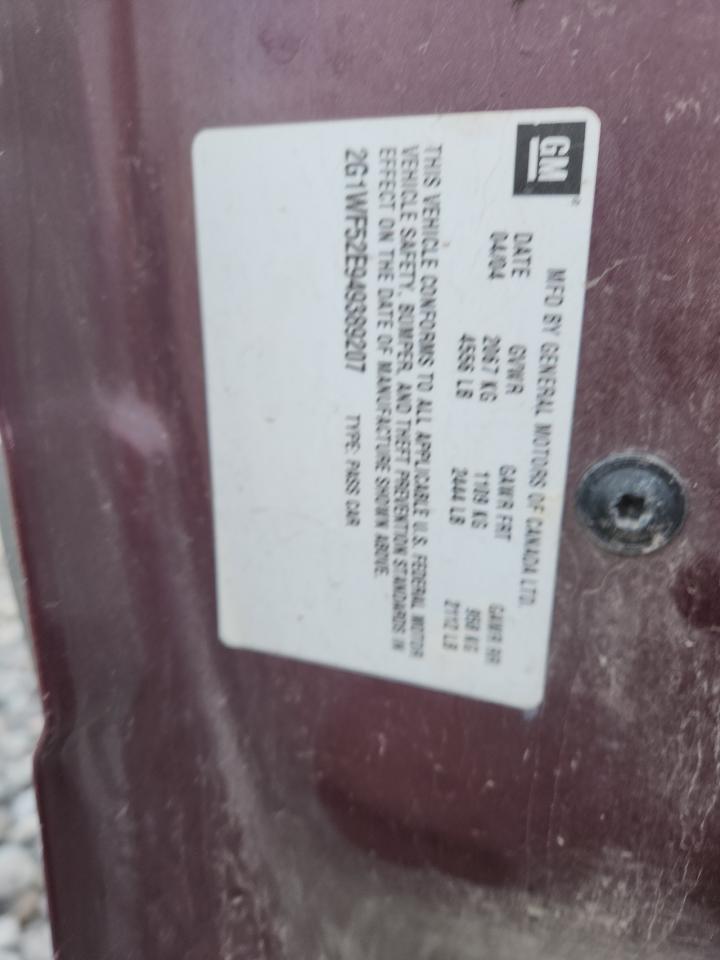 GM
MFD BY GENERAL MOTORS OF CANADA LTD.
DATE GVWR GAWR FRT GAWR RR
04/04 2067 KG 1109 KG 958 KG
4556 LB 2444 LB 2112 LB
THIS VEHICLE CONFORMS TO ALL APPLICABLE U.S. FEDERAL MOTOR
VEHICLE SAFETY, BUMPER, AND THEFT PREVENTION STANDARDS IN
EFFECT ON THE DATE OF MANUFACTURE SHOWN ABOVE.
2G1WF52E949389207 TYPE: PASS CAR